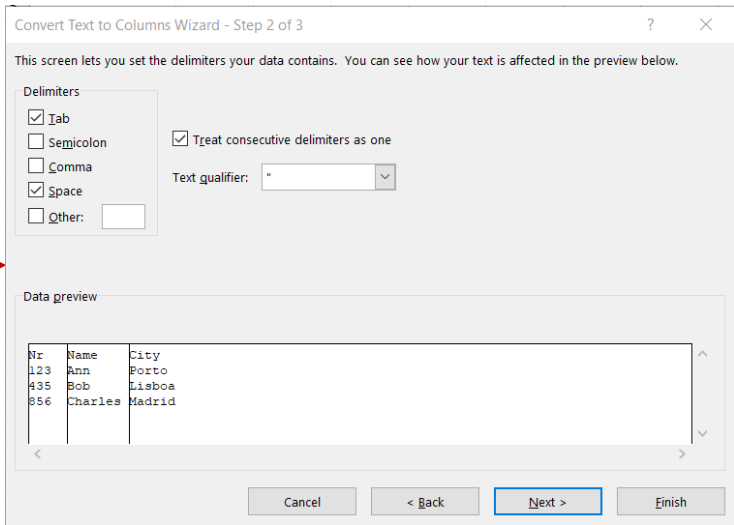 Convert Text to Columns Wizard - Step 2 of 3 ?
This screen lets you set the delimiters your data contains.  You can see how your text is affected in the preview below.
Delimiters
Tab
Semicolon
Comma
Space
Other:
Treat consecutive delimiters as one
Text qualifier: "
Data preview
Nr Name City
123 Ann Porto
435 Bob Lisboa
856 Charles Madrid
Cancel < Back Next > Finish